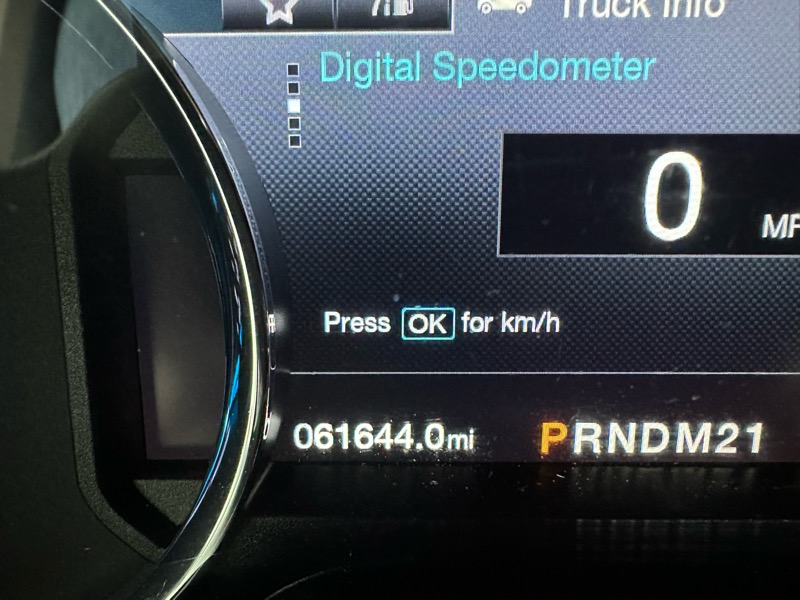 Truck Info
Digital Speedometer
0
Press OK for km/h
061644.0mi
PRNDM21